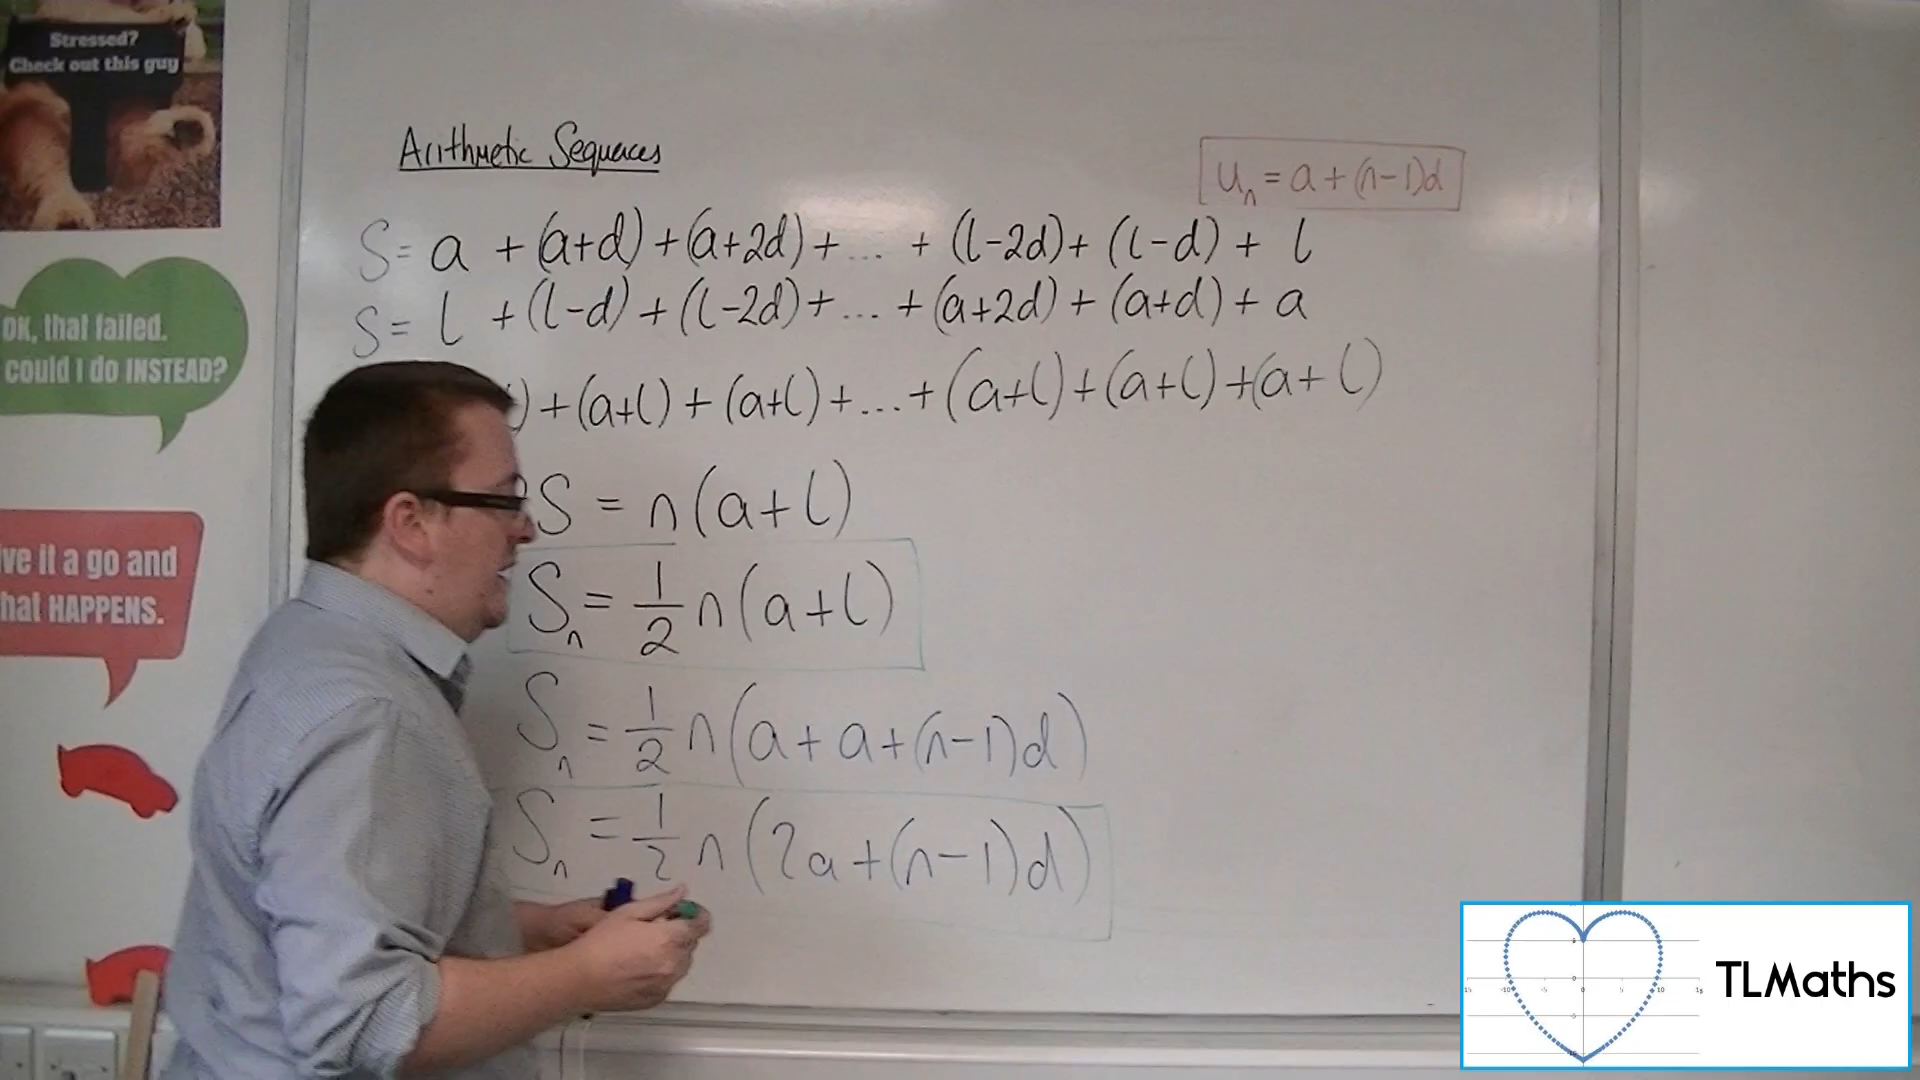 Stressed?
Check out this guy
Arithmetic Sequences
uₙ = a + (n-1)d
S = a + (a+d) + (a+2d) + ... + (l-2d) + (l-d) + l
S = l + (l-d) + (l-2d) + ... + (a+2d) + (a+d) + a
) + (a+l) + (a+l) + ... + (a+l) + (a+l) + (a+l)
S = n(a+l)
Sₙ = 1/2 n(a+l)
Sₙ = 1/2 n(a + a + (n-1)d)
Sₙ = 1/2 n(2a + (n-1)d)
OK, that failed.
could I do INSTEAD?
ive it a go and
hat HAPPENS.
TLMaths